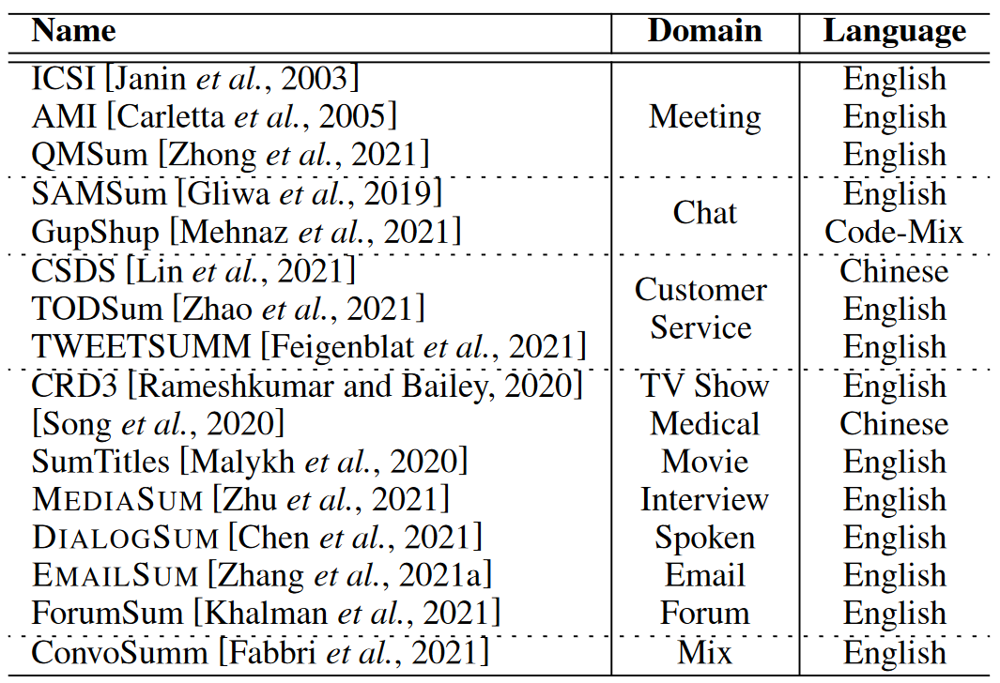 Name Domain Language
ICSI [Janin et al., 2003] English
AMI [Carletta et al., 2005] Meeting English
QMSum [Zhong et al., 2021] English
SAMSum [Gliwa et al., 2019] English
Chat
GupShup [Mehnaz et al., 2021] Code-Mix
CSDS [Lin et al., 2021] Chinese
Customer
TODSum [Zhao et al., 2021] English
Service
TWEETSUMM [Feigenblat et al., 2021] English
CRD3 [Rameshkumar and Bailey, 2020] TV Show English
[Song et al., 2020] Medical Chinese
SumTitles [Malykh et al., 2020] Movie English
MEDIASUM [Zhu et al., 2021] Interview English
DIALOGSUM [Chen et al., 2021] Spoken English
EMAILSUM [Zhang et al., 2021a] Email English
ForumSum [Khalman et al., 2021] Forum English
ConvoSumm [Fabbri et al., 2021] Mix English